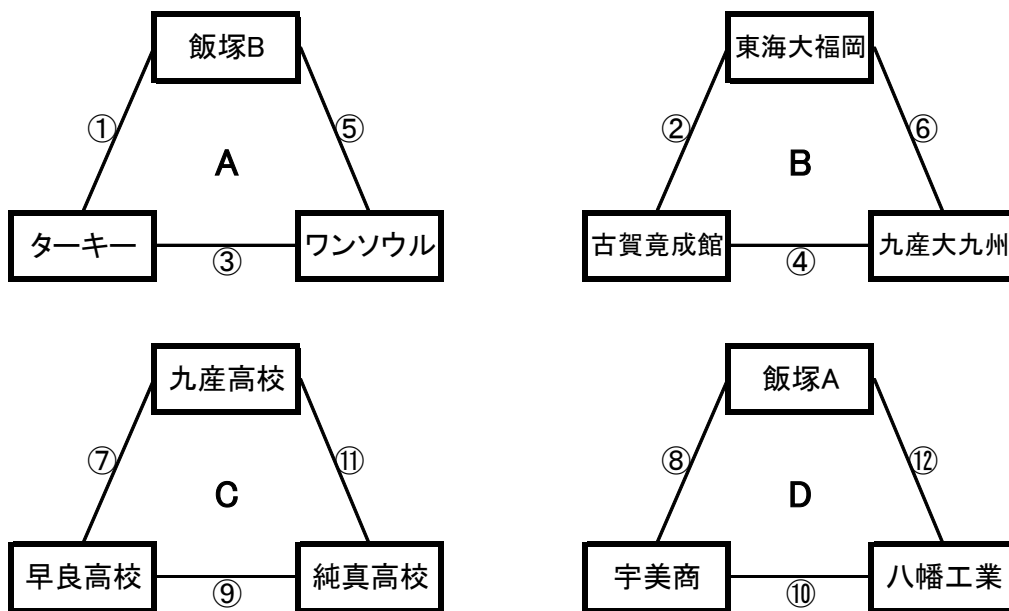 飯塚B
東海大福岡
①
⑤
②
⑥
A
B
ターキー
ワンソウル
古賀竟成館
九産大九州
③
④
九産高校
飯塚A
⑦
⑪
⑧
⑫
C
D
早良高校
純真高校
宇美商
八幡工業
⑨
⑩